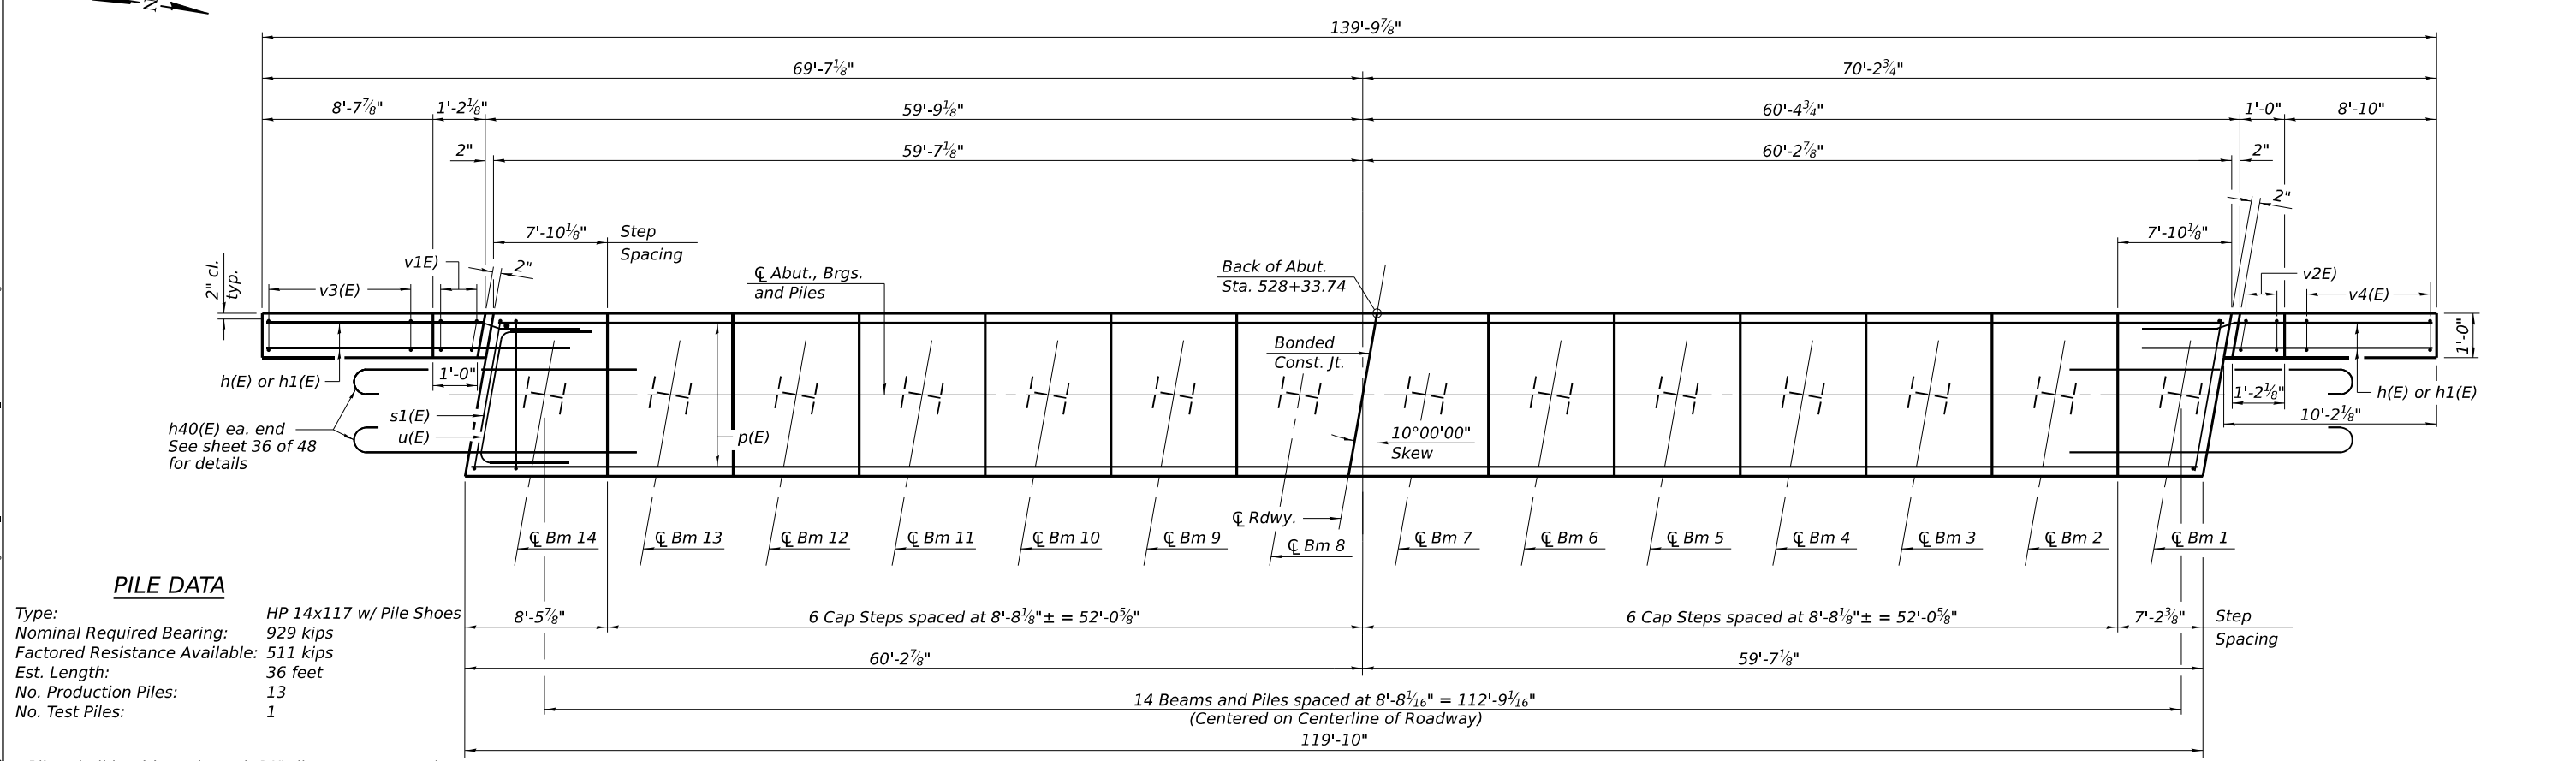 N
139'-9⅞"
69'-7⅛"
70'-2¾"
8'-7⅞"
1'-2⅛"
59'-9⅛"
60'-4¾"
1'-0"
8'-10"
2"
59'-7⅛"
60'-2⅞"
2"
2"
7'-10⅛"
Step
Spacing
7'-10⅛"
2" cl.
typ.
v3(E)
v1E)
2"
℄ Abut., Brgs.
and Piles
Back of Abut.
Sta. 528+33.74
v2E)
v4(E)
1'-0"
Bonded
Const. Jt.
h(E) or h1(E)
1'-0"
s1(E)
u(E)
h40(E) ea. end
See sheet 36 of 48
for details
p(E)
10°00'00"
Skew
1'-2⅛"
h(E) or h1(E)
10'-2⅛"
℄ Rdwy.
℄ Bm 14
℄ Bm 13
℄ Bm 12
℄ Bm 11
℄ Bm 10
℄ Bm 9
℄ Bm 8
℄ Bm 7
℄ Bm 6
℄ Bm 5
℄ Bm 4
℄ Bm 3
℄ Bm 2
℄ Bm 1
8'-5⅞"
6 Cap Steps spaced at 8'-8⅛"± = 52'-0⅝"
6 Cap Steps spaced at 8'-8⅛"± = 52'-0⅝"
7'-2⅜"
Step
Spacing
60'-2⅞"
59'-7⅛"
14 Beams and Piles spaced at 8'-8 1/16" = 112'-9 1/16"
(Centered on Centerline of Roadway)
119'-10"
PILE DATA
Type: HP 14x117 w/ Pile Shoes
Nominal Required Bearing: 929 kips
Factored Resistance Available: 511 kips
Est. Length: 36 feet
No. Production Piles: 13
No. Test Piles: 1